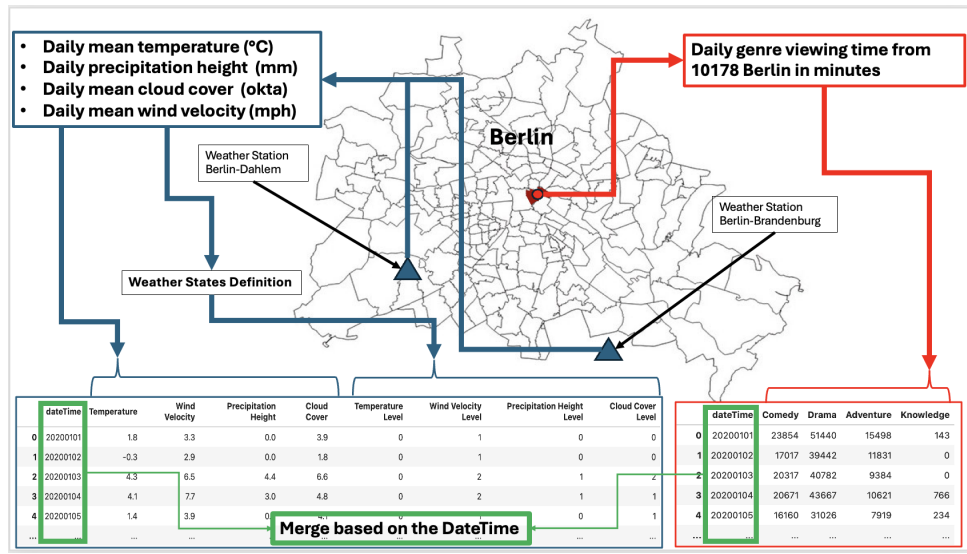 • Daily mean temperature (°C)
• Daily precipitation height (mm)
• Daily mean cloud cover (okta)
• Daily mean wind velocity (mph)
Daily genre viewing time from
10178 Berlin in minutes
Berlin
Weather Station
Berlin-Dahlem
Weather Station
Berlin-Brandenburg
Weather States Definition
dateTime Temperature Wind Velocity Precipitation Height Cloud Cover Temperature Level Wind Velocity Level Precipitation Height Level Cloud Cover Level
0 20200101 1.8 3.3 0.0 3.9 0 1 0 0
1 20200102 -0.3 2.9 0.0 1.8 0 1 0 0
2 20200103 4.3 6.5 4.4 6.6 0 2 1 2
3 20200104 4.1 7.7 3.0 4.8 0 2 1 1
4 20200105 1.4 3.9 0 1
... ... ... ... ... ... ... ... ...
dateTime Comedy Drama Adventure Knowledge
0 20200101 23854 51440 15498 143
1 20200102 17017 39442 11831 0
2 20200103 20317 40782 9384 0
3 20200104 20671 43667 10621 766
4 20200105 16160 31026 7919 234
... ... ... ... ... ...
Merge based on the DateTime